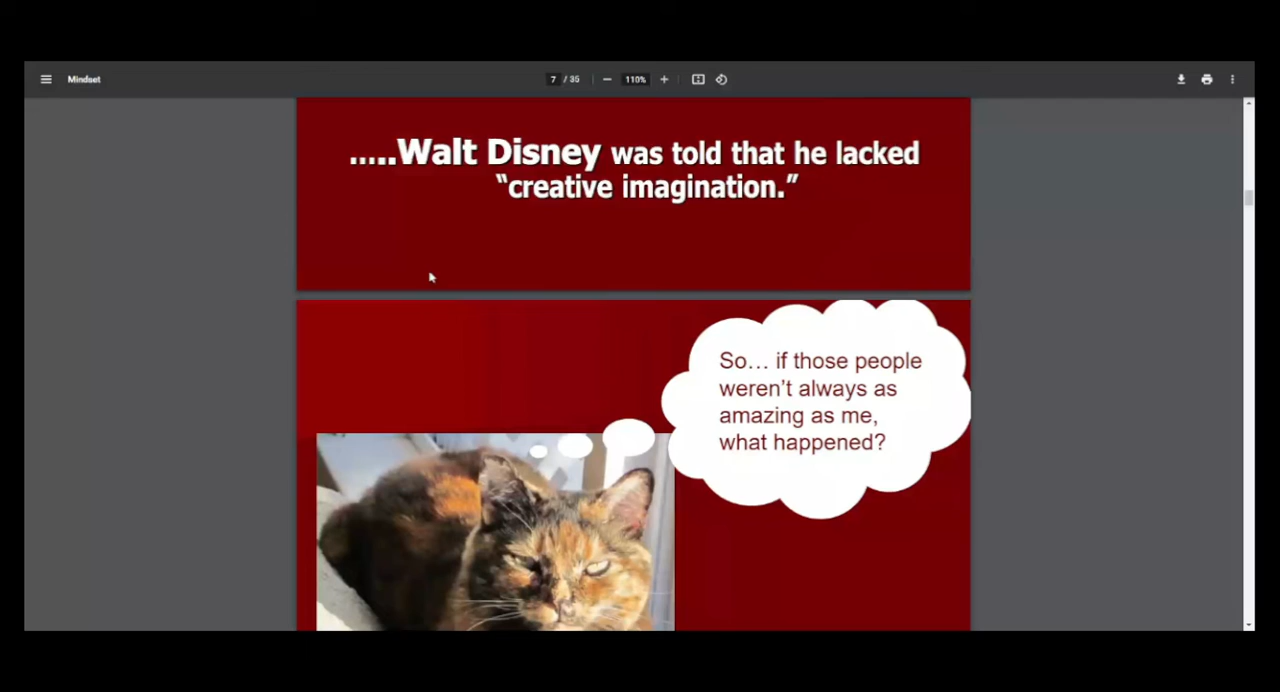 Mindset
7 / 35
110%
.....Walt Disney was told that he lacked
“creative imagination.”
So... if those people
weren't always as
amazing as me,
what happened?